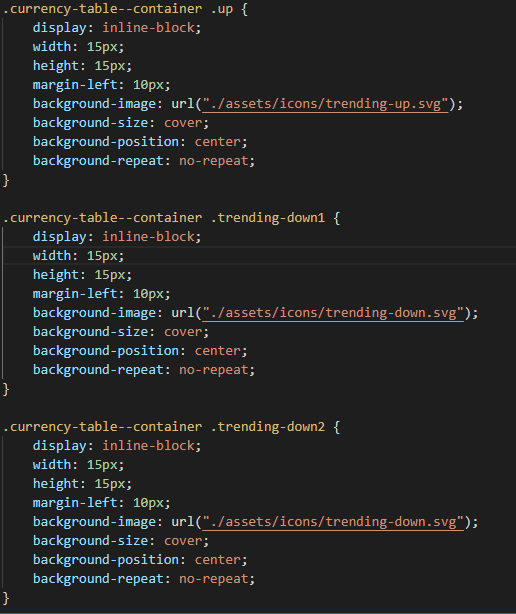 .currency-table--container .up {
display: inline-block;
width: 15px;
height: 15px;
margin-left: 10px;
background-image: url("./assets/icons/trending-up.svg");
background-size: cover;
background-position: center;
background-repeat: no-repeat;
}
.currency-table--container .trending-down1 {
display: inline-block;
width: 15px;
height: 15px;
margin-left: 10px;
background-image: url("./assets/icons/trending-down.svg");
background-size: cover;
background-position: center;
background-repeat: no-repeat;
}
.currency-table--container .trending-down2 {
display: inline-block;
width: 15px;
height: 15px;
margin-left: 10px;
background-image: url("./assets/icons/trending-down.svg");
background-size: cover;
background-position: center;
background-repeat: no-repeat;
}